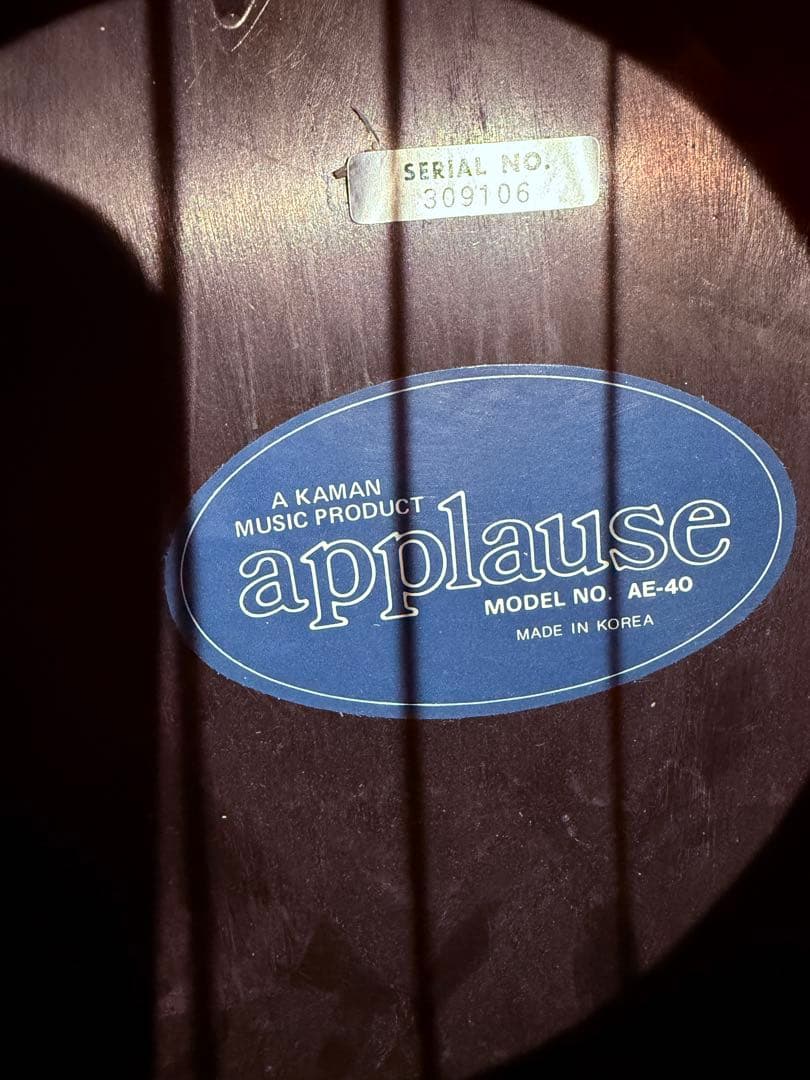 SERIAL NO.
309106
A KAMAN
MUSIC PRODUCT
applause
MODEL NO. AE-40
MADE IN KOREA